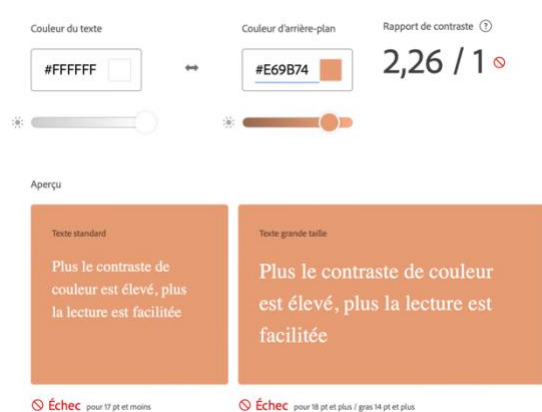 Couleur du texte
Couleur d'arrière-plan
Rapport de contraste ?
#FFFFFF
#E69B74
2,26 / 1
Aperçu
Texte standard
Plus le contraste de
couleur est élevé, plus
la lecture est facilitée
Texte grande taille
Plus le contraste de couleur
est élevé, plus la lecture est
facilitée
Échec pour 17 pt et moins
Échec pour 18 pt et plus / gras 14 pt et plus